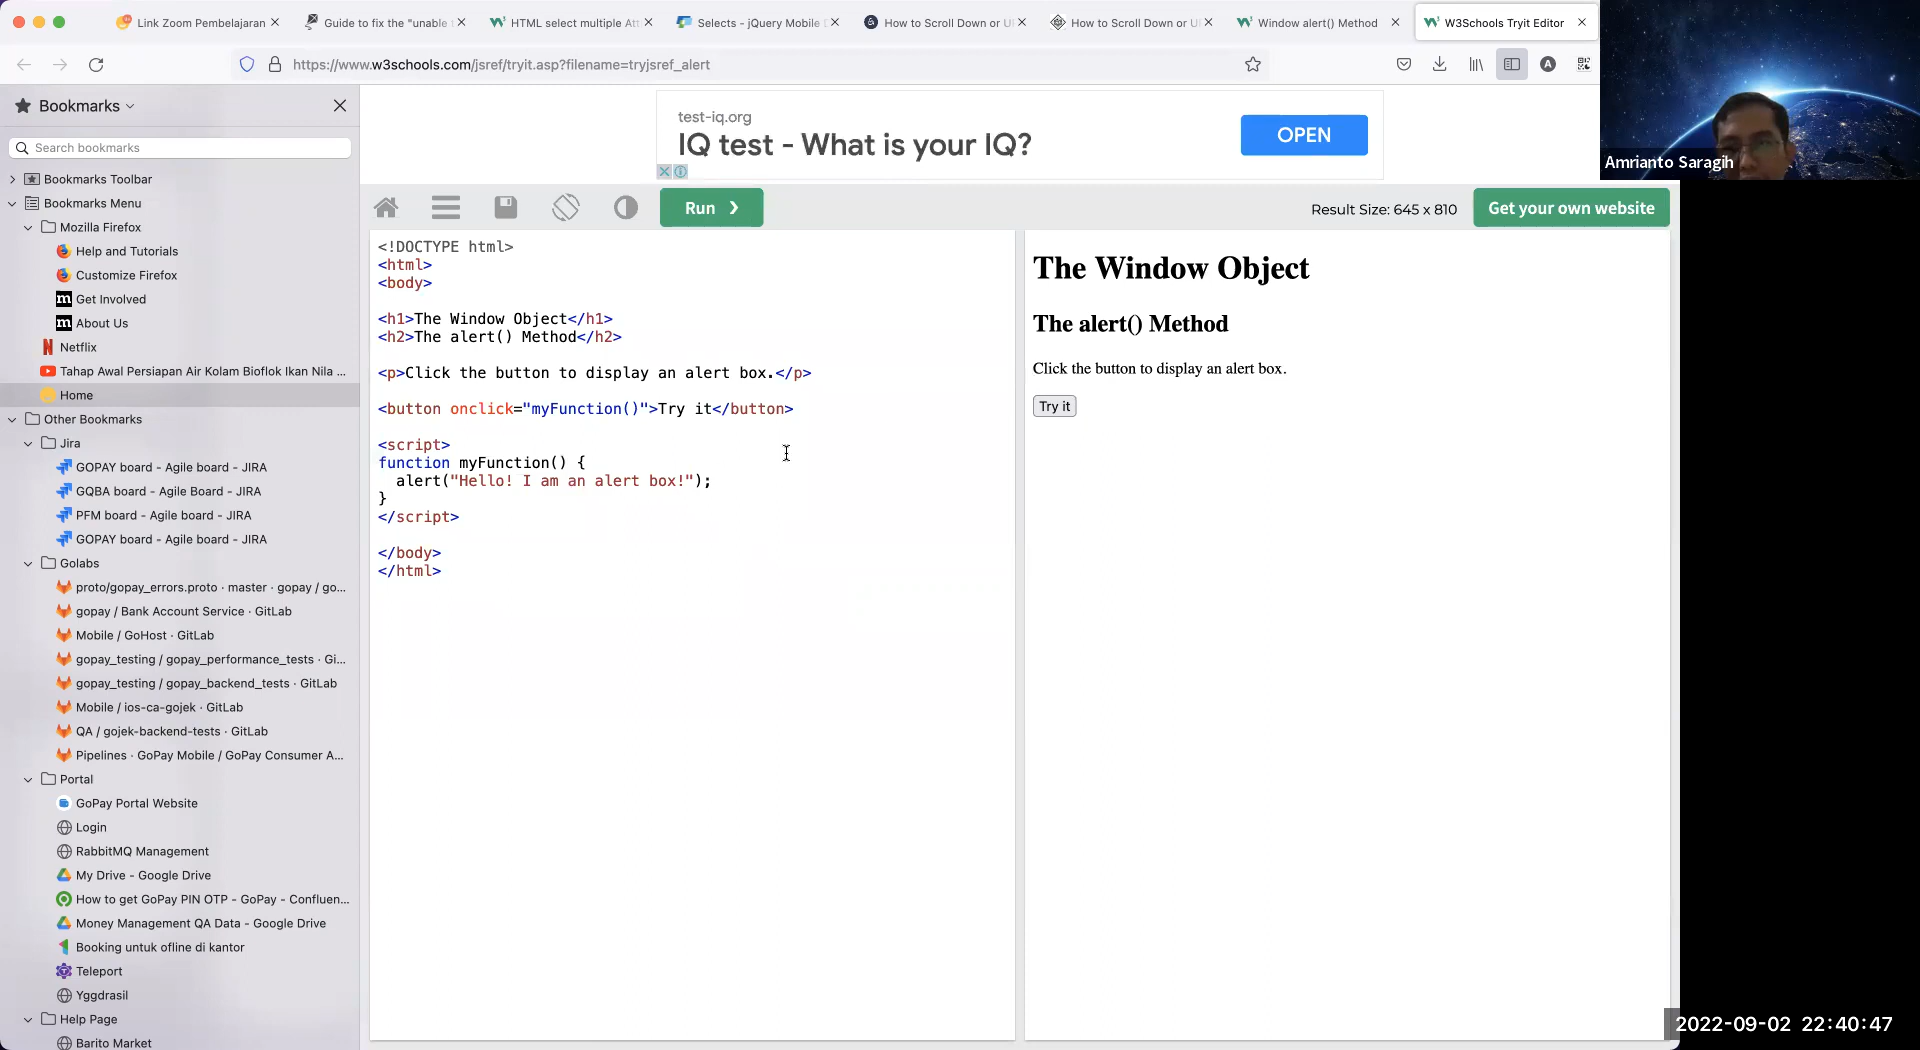 Link Zoom Pembelajaran
Guide to fix the "unable t
HTML select multiple Att
Selects - jQuery Mobile D
How to Scroll Down or U
How to Scroll Down or U
Window alert() Method
W3Schools Tryit Editor
https://www.w3schools.com/jsref/tryit.asp?filename=tryjsref_alert
Amrianto Saragih
Bookmarks
Search bookmarks
Bookmarks Toolbar
Bookmarks Menu
Mozilla Firefox
Help and Tutorials
Customize Firefox
Get Involved
About Us
Netflix
Tahap Awal Persiapan Air Kolam Bioflok Ikan Nila ...
Home
Other Bookmarks
Jira
GOPAY board - Agile board - JIRA
GQBA board - Agile Board - JIRA
PFM board - Agile board - JIRA
GOPAY board - Agile board - JIRA
Golabs
proto/gopay_errors.proto · master · gopay / go...
gopay / Bank Account Service · GitLab
Mobile / GoHost · GitLab
gopay_testing / gopay_performance_tests · Gi...
gopay_testing / gopay_backend_tests · GitLab
Mobile / ios-ca-gojek · GitLab
QA / gojek-backend-tests · GitLab
Pipelines · GoPay Mobile / GoPay Consumer A...
Portal
GoPay Portal Website
Login
RabbitMQ Management
My Drive - Google Drive
How to get GoPay PIN OTP - GoPay - Confluen...
Money Management QA Data - Google Drive
Booking untuk ofline di kantor
Teleport
Yggdrasil
Help Page
Barito Market
test-iq.org
IQ test - What is your IQ?
OPEN
Run ❯
Result Size: 645 x 810
Get your own website
<!DOCTYPE html>
<html>
<body>
<h1>The Window Object</h1>
<h2>The alert() Method</h2>
<p>Click the button to display an alert box.</p>
<button onclick="myFunction()">Try it</button>
<script>
function myFunction() {
alert("Hello! I am an alert box!");
}
</script>
</body>
</html>
The Window Object
The alert() Method
Click the button to display an alert box.
Try it
2022-09-02 22:40:47